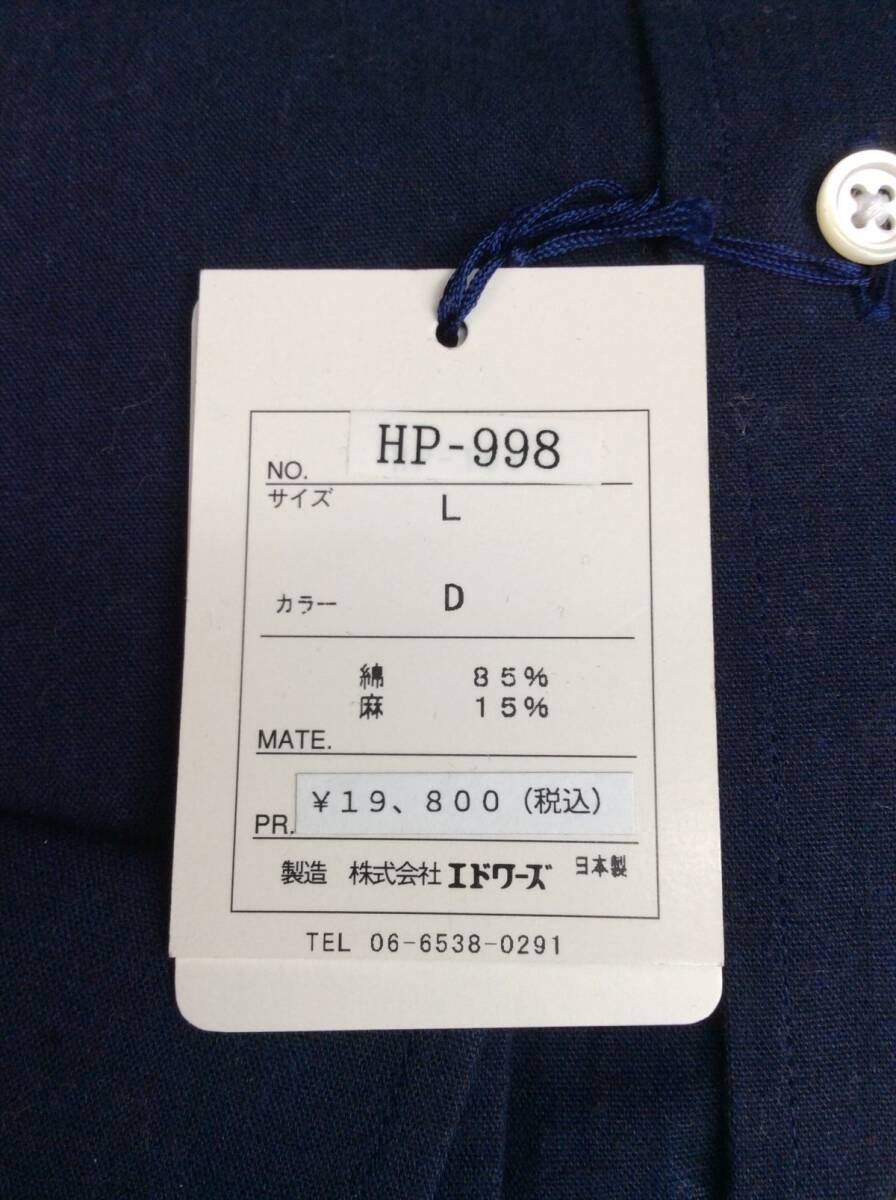 NO. HP-998
サイズ L
カラー D
綿 85%
麻 15%
MATE.
PR. ¥19、800(税込)
製造 株式会社エドワーズ 日本製
TEL 06-6538-0291